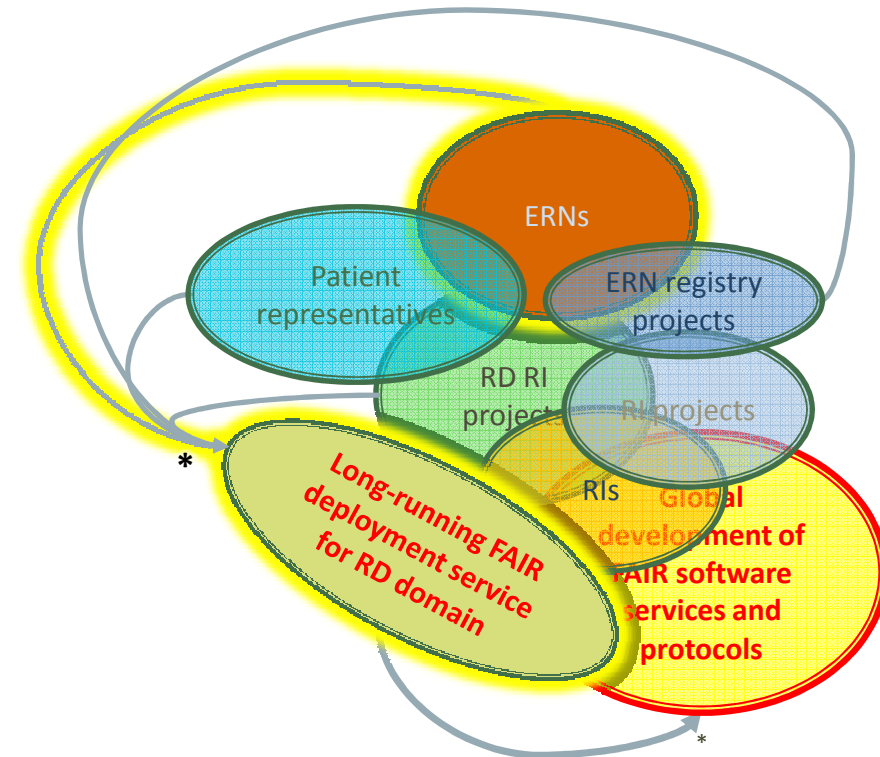 ERNs
Patient
representatives
ERN registry
projects
RD RI
projects
RI projects
*
RIs
Long-running FAIR
deployment service
for RD domain
Global
development of
FAIR software
services and
protocols
*